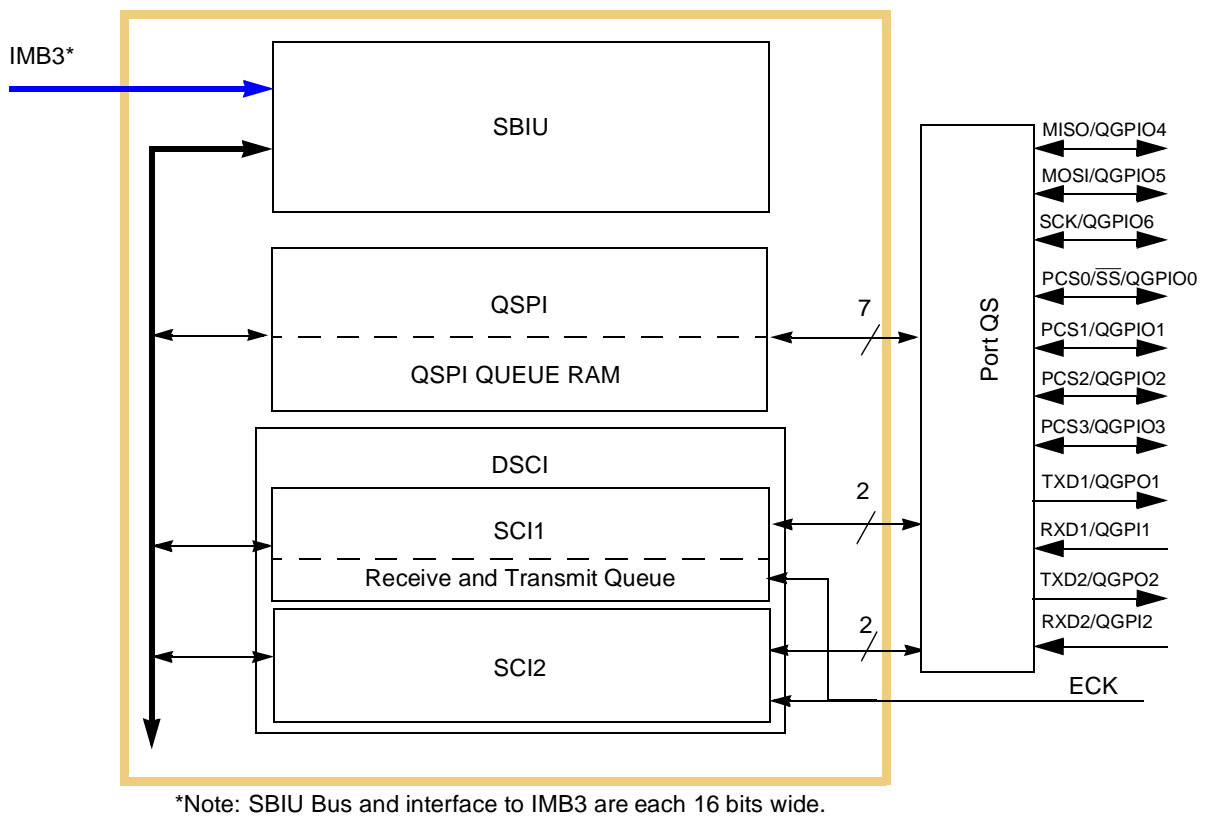 IMB3*
SBIU
QSPI
QSPI QUEUE RAM
7
DSCI
SCI1
Receive and Transmit Queue
2
SCI2
2
Port QS
MISO/QGPIO4
MOSI/QGPIO5
SCK/QGPIO6
PCS0/S̅S̅/QGPIO0
PCS1/QGPIO1
PCS2/QGPIO2
PCS3/QGPIO3
TXD1/QGPO1
RXD1/QGPI1
TXD2/QGPO2
RXD2/QGPI2
ECK
*Note: SBIU Bus and interface to IMB3 are each 16 bits wide.